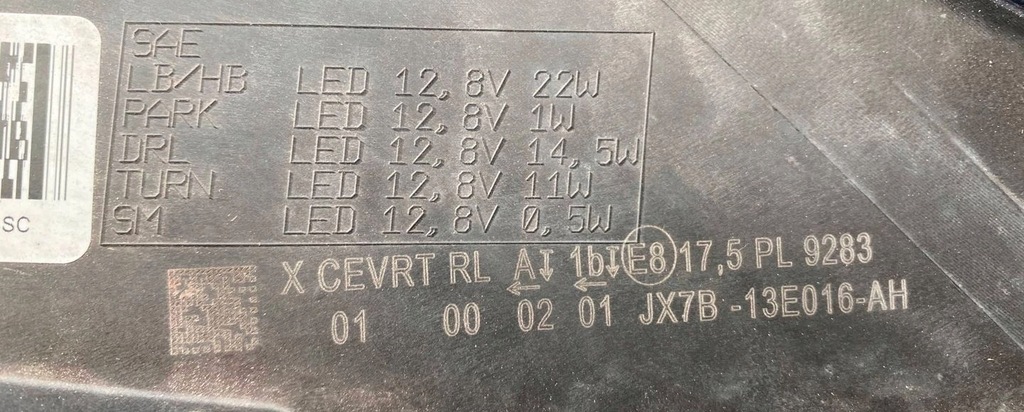 SAE
LB/HB LED 12,8V 22W
PARK LED 12,8V 1W
DRL LED 12,8V 14,5W
TURN LED 12,8V 11W
SM LED 12,8V 0,5W
SC
X CEVRT RL A↓ 1b↓ E8 17,5 PL 9283
← ←
01 00 02 01 JX7B -13E016-AH